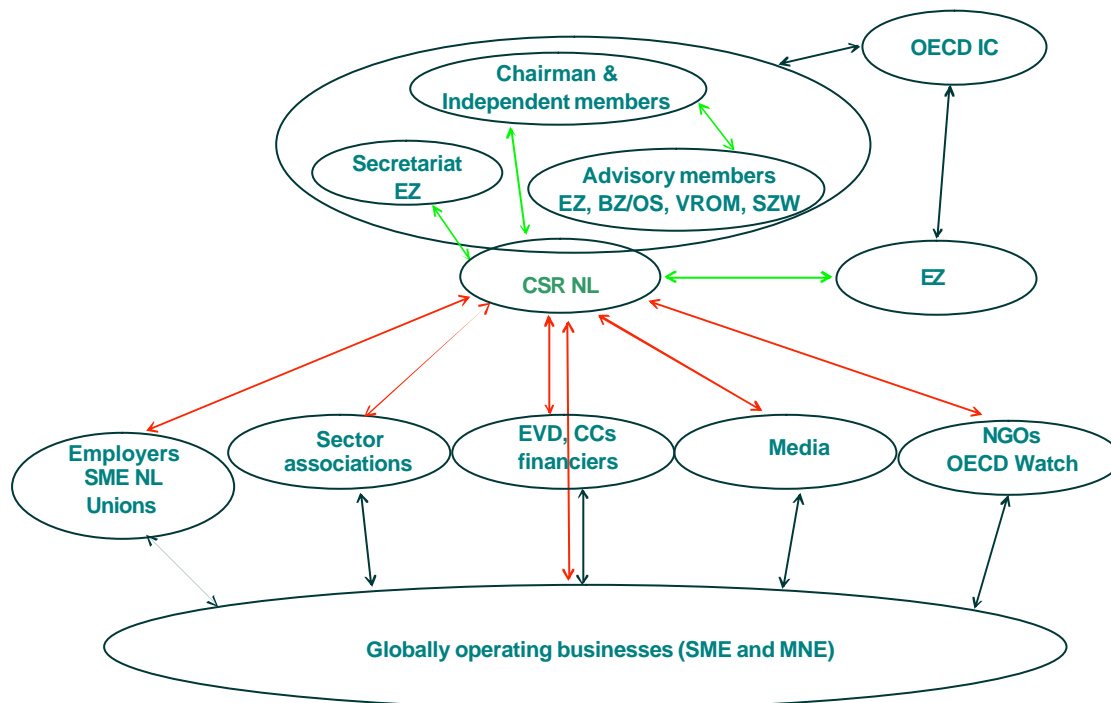 OECD IC
Chairman &
Independent members
Secretariat
EZ
Advisory members
EZ, BZ/OS, VROM, SZW
CSR NL
EZ
Employers
SME NL
Unions
Sector
associations
EVD, CCs
financiers
Media
NGOs
OECD Watch
Globally operating businesses (SME and MNE)